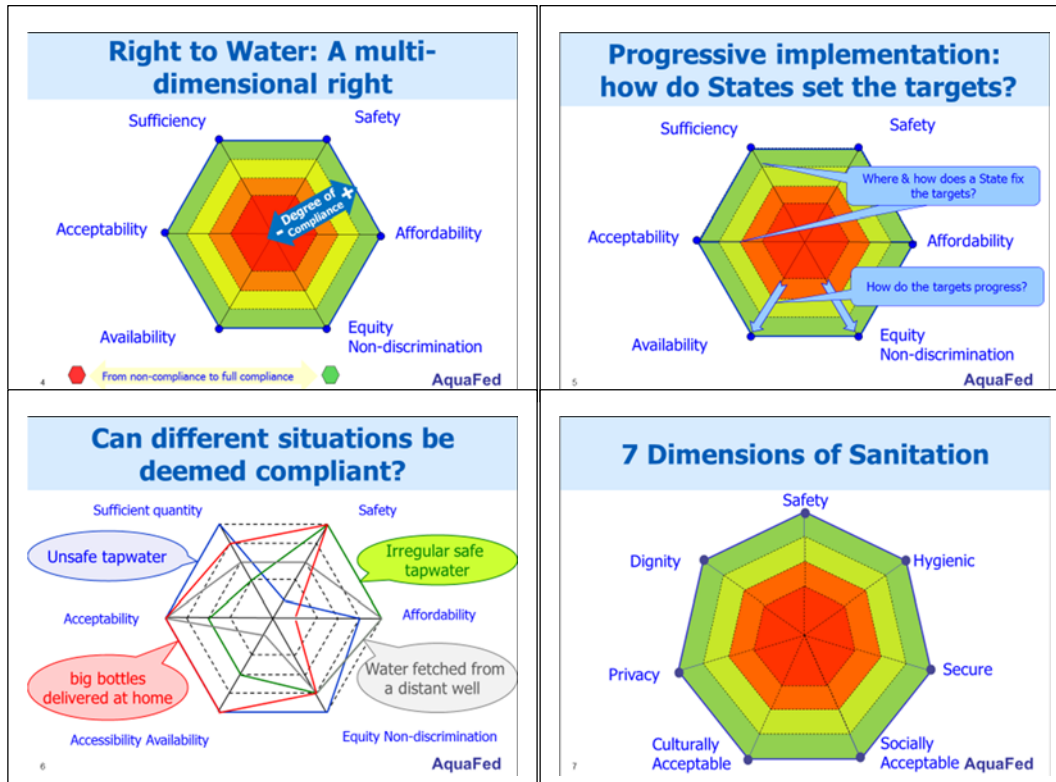 Right to Water: A multi-
dimensional right
Sufficiency
Safety
Degree of
Compliance
+
-
Acceptability
Affordability
Availability
Equity
Non-discrimination
From non-compliance to full compliance
4
AquaFed
Progressive implementation:
how do States set the targets?
Sufficiency
Safety
Where & how does a State fix
the targets?
Acceptability
Affordability
How do the targets progress?
Availability
Equity
Non-discrimination
5
AquaFed
Can different situations be
deemed compliant?
Sufficient quantity
Safety
Unsafe tapwater
Irregular safe
tapwater
Acceptability
Affordability
big bottles
delivered at home
Water fetched from
a distant well
Accessibility Availability
Equity Non-discrimination
6
AquaFed
7 Dimensions of Sanitation
Safety
Dignity
Hygienic
Privacy
Secure
Culturally
Acceptable
Socially
Acceptable
7
AquaFed